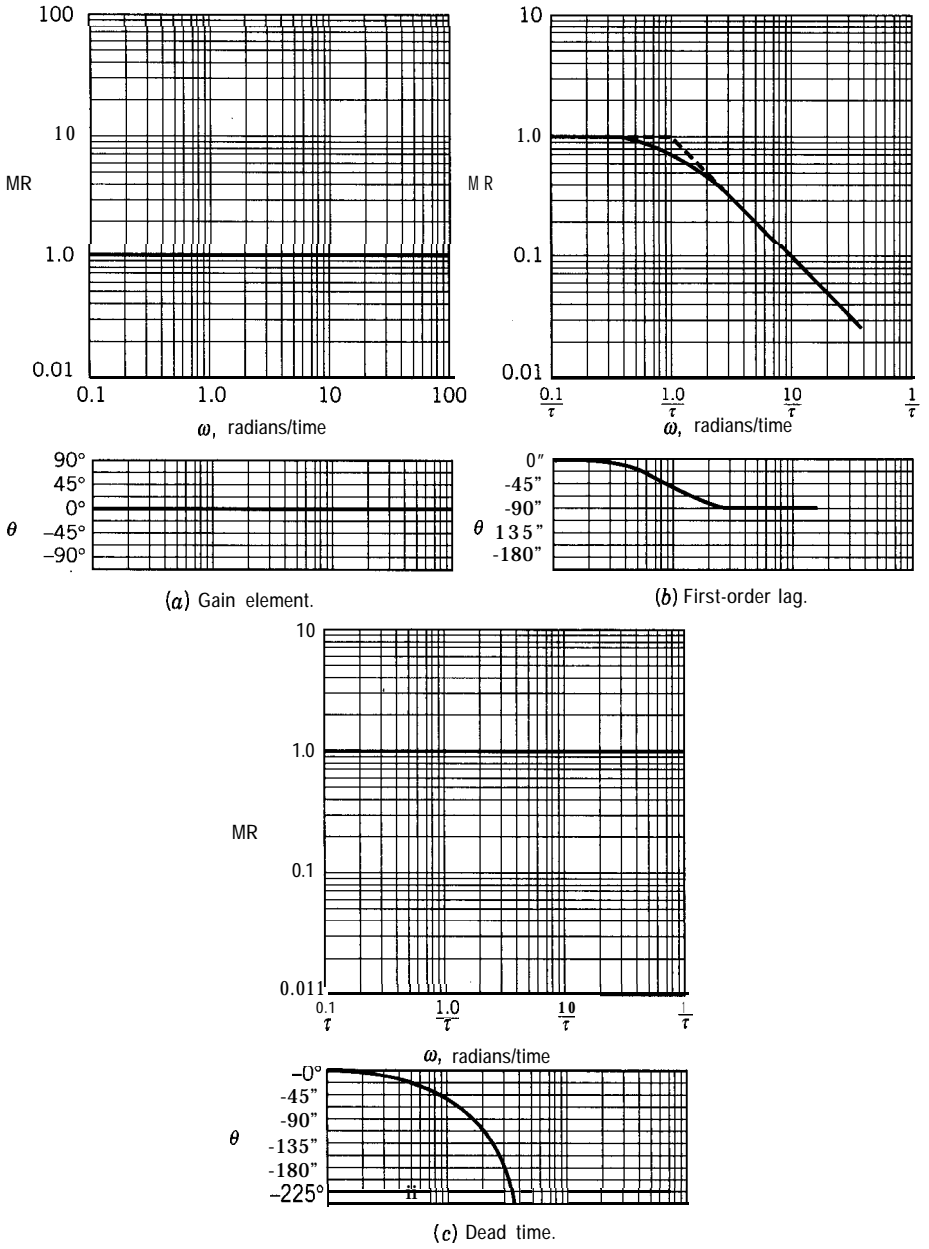 100
10
MR
1.0
0.01
0.1 1.0 10 100
ω, radians/time
90°
45°
0°
θ
–45°
–90°
(a) Gain element.
10
1.0
M R
0.1
0.01
0.1/τ 1.0/τ 10/τ 1/τ
ω, radians/time
0"
-45"
-90"
θ 135"
-180"
(b) First-order lag.
10
1.0
MR
0.1
0.011
0.1 τ 1.0/τ 10/τ 1/τ
ω, radians/time
–0°
-45"
-90"
θ
-135"
-180"
–225°
ii
(c) Dead time.